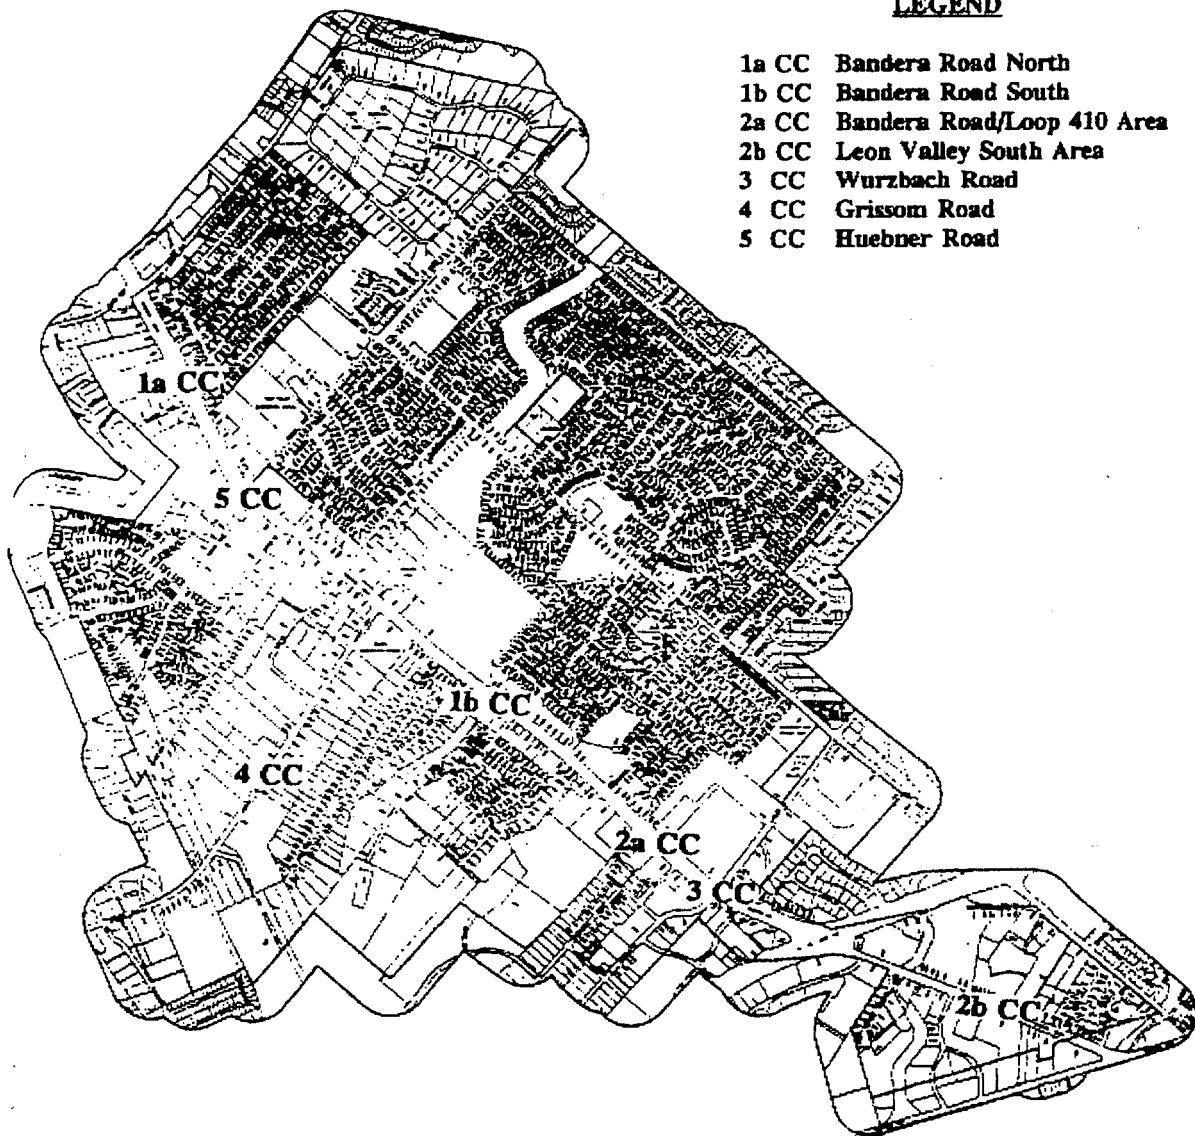 LEGEND
1a CC Bandera Road North
1b CC Bandera Road South
2a CC Bandera Road/Loop 410 Area
2b CC Leon Valley South Area
3 CC Wurzbach Road
4 CC Grissom Road
5 CC Huebner Road
1a CC
5 CC
1b CC
4 CC
2a CC
3 CC
2b CC